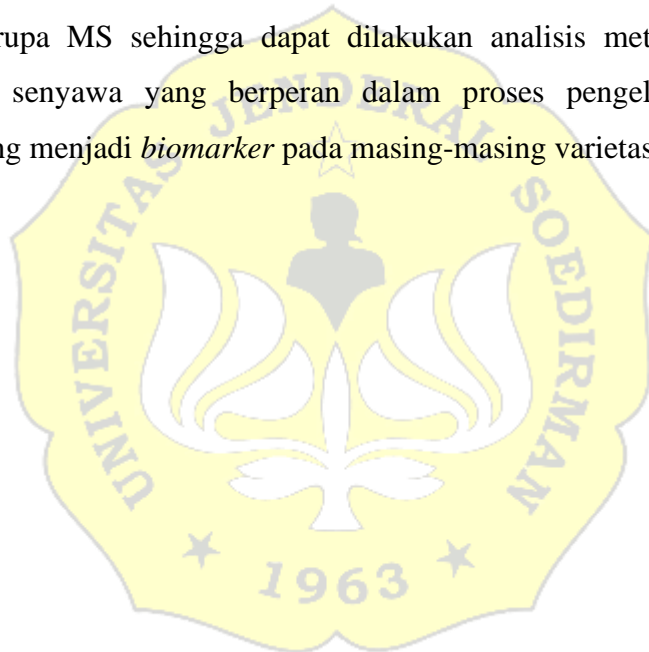 rupa MS sehingga dapat dilakukan analisis met
senyawa yang berperan dalam proses pengel
ng menjadi biomarker pada masing-masing varietas
UNIVERSITAS JENDERAL SOEDIRMAN
1963